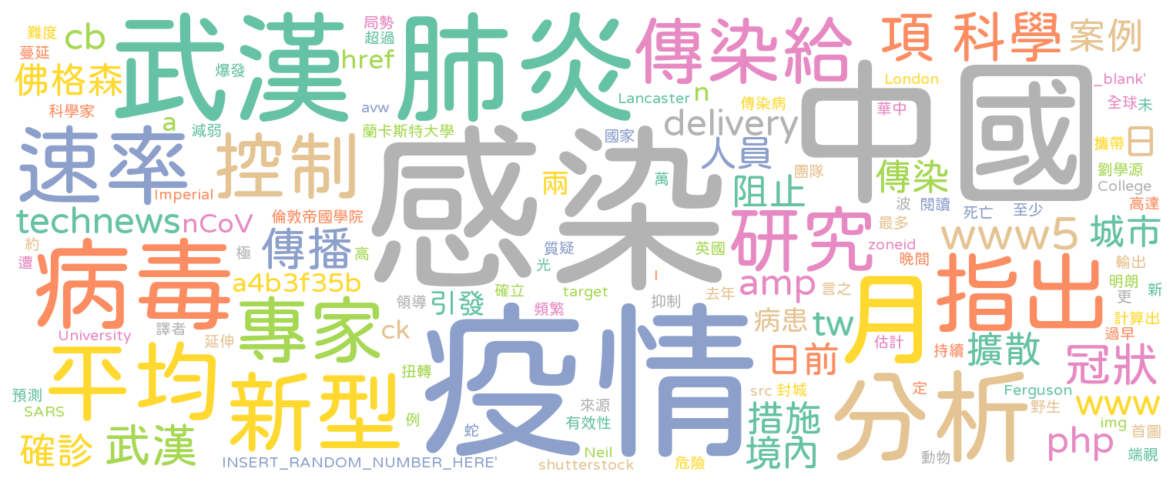 難度
蔓延
cb
佛格森
科學家
a
減弱
武漢
爆發
肺炎
局勢
超過
href
avw
蘭卡斯特大學
傳染給
Lancaster
n
delivery
國家
傳染病
項
科學
案例
London
華中
中國
_blank'
全球
未
攜帶
日
劉學源
College
高達
速率
控制
Imperial
感染
兩
萬
人員
團隊
阻止
傳染
波
閱讀
死亡
至少
technews
nCoV
倫敦帝國學院
約
遭
傳播
極
高
質疑
光
英國
研究
最多
zoneid
晚間
www5
城市
病毒
a4b3f35b
領導
引發
確立
target
頻繁
I
抑制
amp
去年
言之
月
指出
輸出
明朗
更
新
計算出
過早
University
譯者
延伸
專家
ck
病患
tw
估計
日前
持續
擴散
冠狀
平均
預測
SARS
新型
扭轉
例
蛇
疫情
來源
有效性
Neil
shutterstock
危險
src
封城
措施
境內
分析
定
動物
Ferguson
野生
www
img
首圖
php
端視
確診
武漢
INSERT_RANDOM_NUMBER_HERE'